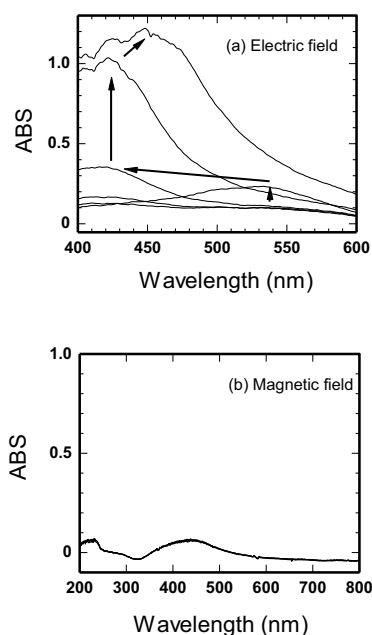 (a) Electric field
ABS
1.0
0.5
0
400 450 500 550 600
Wavelength (nm)
(b) Magnetic field
ABS
1.0
0.5
0
200 300 400 500 600 700 800
Wavelength (nm)